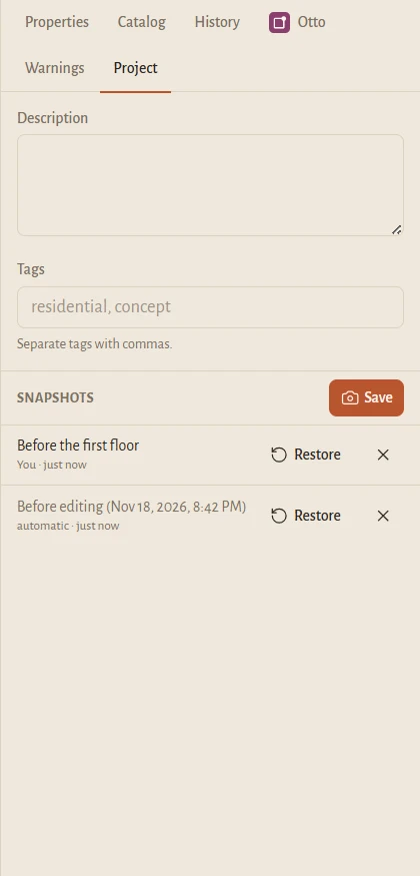 Properties Catalog History Otto
Warnings Project
Description
Tags
residential, concept
Separate tags with commas.
SNAPSHOTS Save
Before the first floor
You · just now
Restore
Before editing (Nov 18, 2026, 8:42 PM)
automatic · just now
Restore